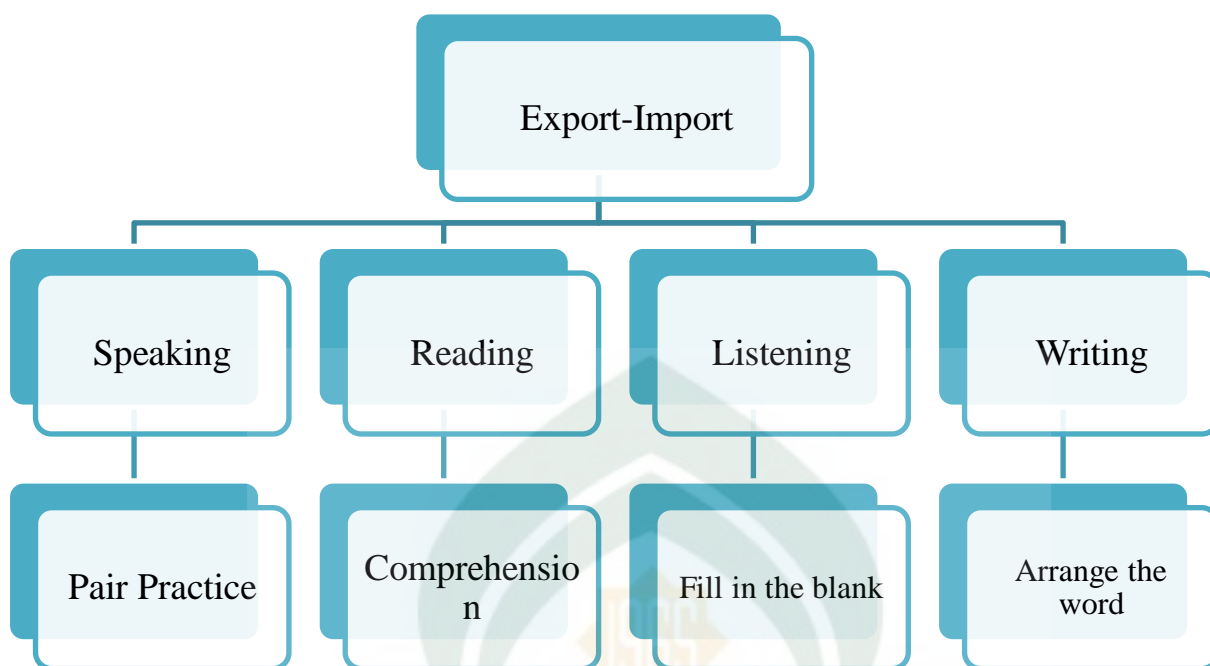 Export-Import
Speaking
Reading
Listening
Writing
Pair Practice
Comprehensio
n
Fill in the blank
Arrange the
word